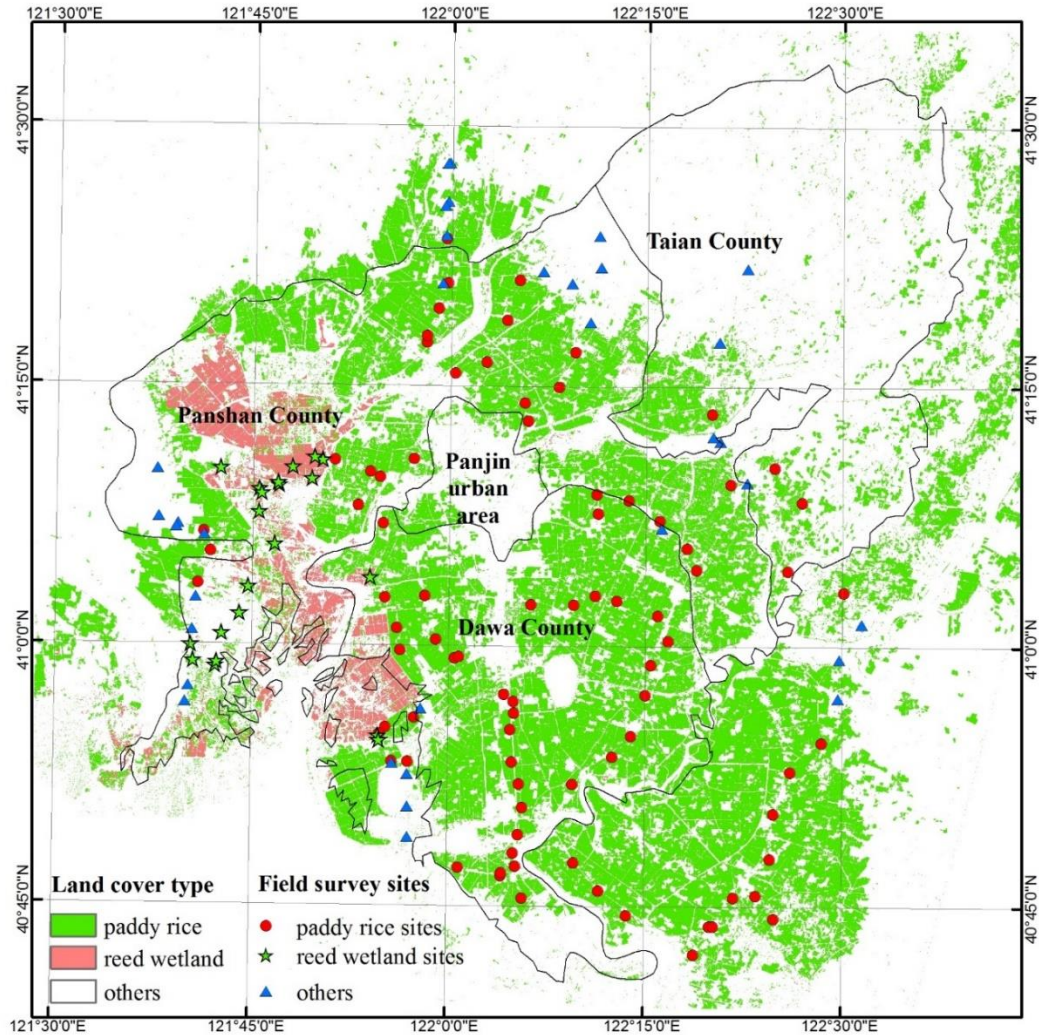 121°30'0"E 121°45'0"E 122°0'0"E 122°15'0"E 122°30'0"E
41°30'0"N 41°30'0"N
Taian County
41°15'0"N 41°15'0"N
Panshan County
Panjin
urban
area
41°0'0"N 41°0'0"N
Dawa County
Land cover type Field survey sites
40°45'0"N 40°45'0"N
paddy rice paddy rice sites
reed wetland reed wetland sites
others others
121°30'0"E 121°45'0"E 122°0'0"E 122°15'0"E 122°30'0"E